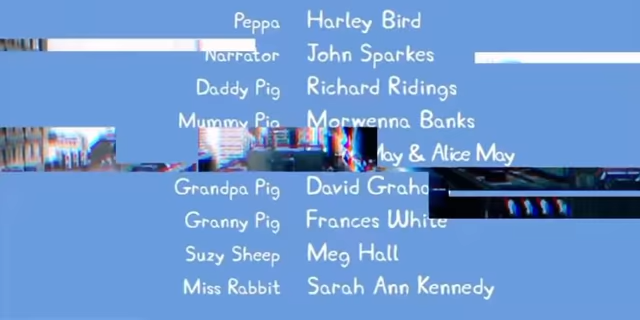 Peppa Harley Bird
Narrator John Sparkes
Daddy Pig Richard Ridings
Mummy Pig Morwenna Banks
May & Alice May
Grandpa Pig David
Granny Pig Frances White
Suzy Sheep Meg Hall
Miss Rabbit Sarah Ann Kennedy